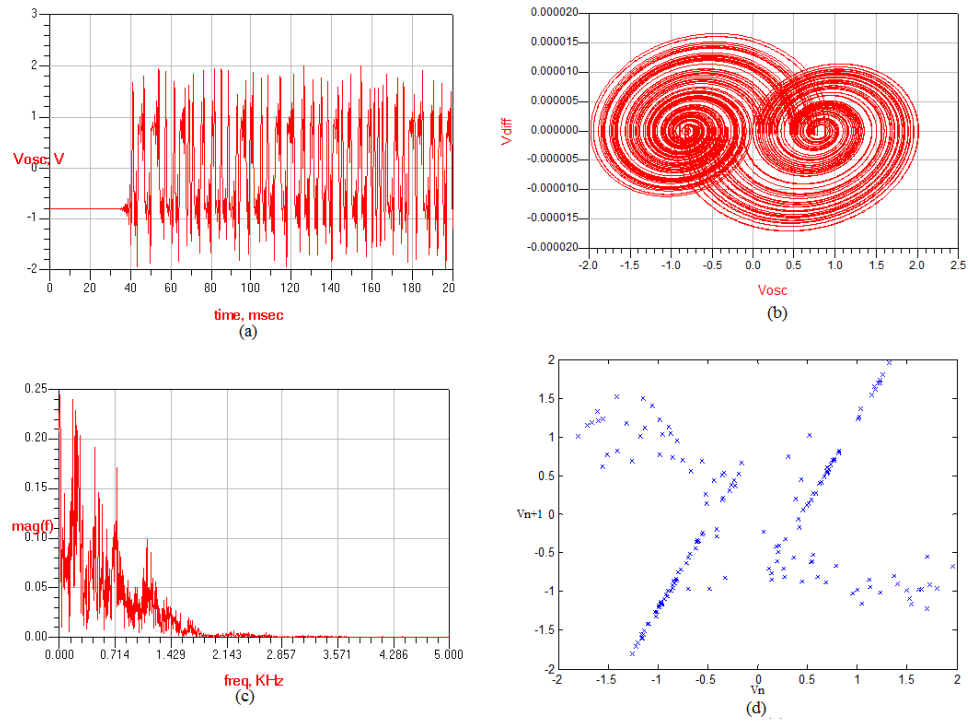 3
2
1
Vosc, V
0
-1
-2
0 20 40 60 80 100 120 140 160 180 20
time, msec
(a)
0.000020
0.000015
0.000010
0.000005
Vdiff
0.000000
-0.000005
-0.000010
-0.000015
-0.000020
-2.0 -1.5 -1.0 -0.5 0.0 0.5 1.0 1.5 2.0 2.5
Vosc
(b)
0.25
0.20
0.15
mag(f)
0.10
0.05
0.00
0.000 0.714 1.429 2.143 2.857 3.571 4.286 5.000
freq, KHz
(c)
2
1.5
1
0.5
Vn+1
0
-0.5
-1
-1.5
-2
-2 -1.5 -1 -0.5 0 0.5 1 1.5 2
Vn
(d)